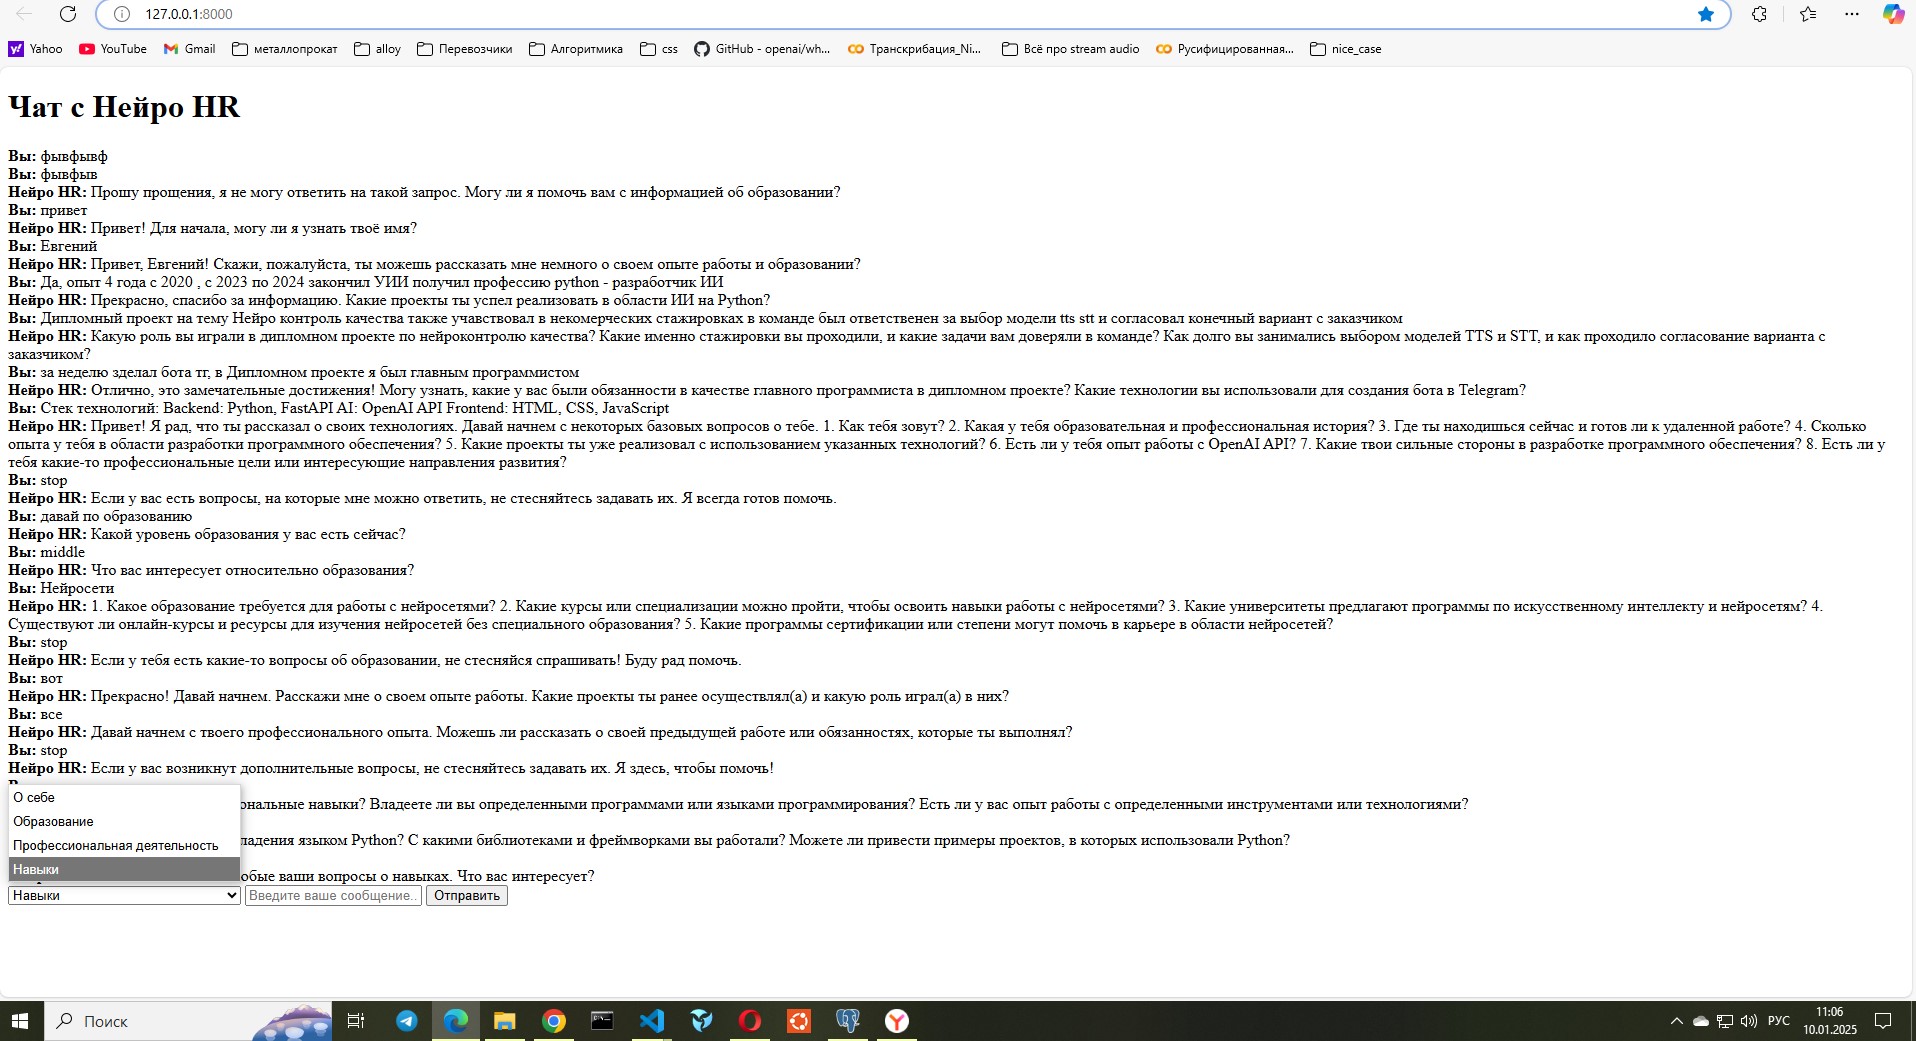 127.0.0.1:8000
Yahoo YouTube Gmail металлопрокат alloy Перевозчики Алгоритмика css GitHub - openai/wh... Транскрибация_Ni... Всё про stream audio Русифицированная... nice_case
Чат с Нейро HR
Вы: фывфывф
Вы: фывфыв
Нейро HR: Прошу прощения, я не могу ответить на такой запрос. Могу ли я помочь вам с информацией об образовании?
Вы: привет
Нейро HR: Привет! Для начала, могу ли я узнать твоё имя?
Вы: Евгений
Нейро HR: Привет, Евгений! Скажи, пожалуйста, ты можешь рассказать мне немного о своем опыте работы и образовании?
Вы: Да, опыт 4 года с 2020 , с 2023 по 2024 закончил УИИ получил профессию python - разработчик ИИ
Нейро HR: Прекрасно, спасибо за информацию. Какие проекты ты успел реализовать в области ИИ на Python?
Вы: Дипломный проект на тему Нейро контроль качества также учавствовал в некомерческих стажировках в команде был ответственен за выбор модели tts stt и согласовал конечный вариант с заказчиком
Нейро HR: Какую роль вы играли в дипломном проекте по нейроконтролю качества? Какие именно стажировки вы проходили, и какие задачи вам доверяли в команде? Как долго вы занимались выбором моделей TTS и STT, и как проходило согласование варианта с
заказчиком?
Вы: за неделю зделал бота тг, в Дипломном проекте я был главным программистом
Нейро HR: Отлично, это замечательные достижения! Могу узнать, какие у вас были обязанности в качестве главного программиста в дипломном проекте? Какие технологии вы использовали для создания бота в Telegram?
Вы: Стек технологий: Backend: Python, FastAPI AI: OpenAI API Frontend: HTML, CSS, JavaScript
Нейро HR: Привет! Я рад, что ты рассказал о своих технологиях. Давай начнем с некоторых базовых вопросов о тебе. 1. Как тебя зовут? 2. Какая у тебя образовательная и профессиональная история? 3. Где ты находишься сейчас и готов ли к удаленной работе? 4. Сколько
опыта у тебя в области разработки программного обеспечения? 5. Какие проекты ты уже реализовал с использованием указанных технологий? 6. Есть ли у тебя опыт работы с OpenAI API? 7. Какие твои сильные стороны в разработке программного обеспечения? 8. Есть ли у
тебя какие-то профессиональные цели или интересующие направления развития?
Вы: stop
Нейро HR: Если у вас есть вопросы, на которые мне можно ответить, не стесняйтесь задавать их. Я всегда готов помочь.
Вы: давай по образованию
Нейро HR: Какой уровень образования у вас есть сейчас?
Вы: middle
Нейро HR: Что вас интересует относительно образования?
Вы: Нейросети
Нейро HR: 1. Какое образование требуется для работы с нейросетями? 2. Какие курсы или специализации можно пройти, чтобы освоить навыки работы с нейросетями? 3. Какие университеты предлагают программы по искусственному интеллекту и нейросетям? 4.
Существуют ли онлайн-курсы и ресурсы для изучения нейросетей без специального образования? 5. Какие программы сертификации или степени могут помочь в карьере в области нейросетей?
Вы: stop
Нейро HR: Если у тебя есть какие-то вопросы об образовании, не стесняйся спрашивать! Буду рад помочь.
Вы: вот
Нейро HR: Прекрасно! Давай начнем. Расскажи мне о своем опыте работы. Какие проекты ты ранее осуществлял(а) и какую роль играл(а) в них?
Вы: все
Нейро HR: Давай начнем с твоего профессионального опыта. Можешь ли рассказать о своей предыдущей работе или обязанностях, которые ты выполнял?
Вы: stop
Нейро HR: Если у вас возникнут дополнительные вопросы, не стесняйтесь задавать их. Я здесь, чтобы помочь!
О себе
ональные навыки? Владеете ли вы определенными программами или языками программирования? Есть ли у вас опыт работы с определенными инструментами или технологиями?
Образование
ладения языком Python? С какими библиотеками и фреймворками вы работали? Можете ли привести примеры проектов, в которых использовали Python?
Профессиональная деятельность
Навыки
обые ваши вопросы о навыках. Что вас интересует?
Навыки Введите ваше сообщение.. Отправить
Поиск
РУС
11:06
10.01.2025